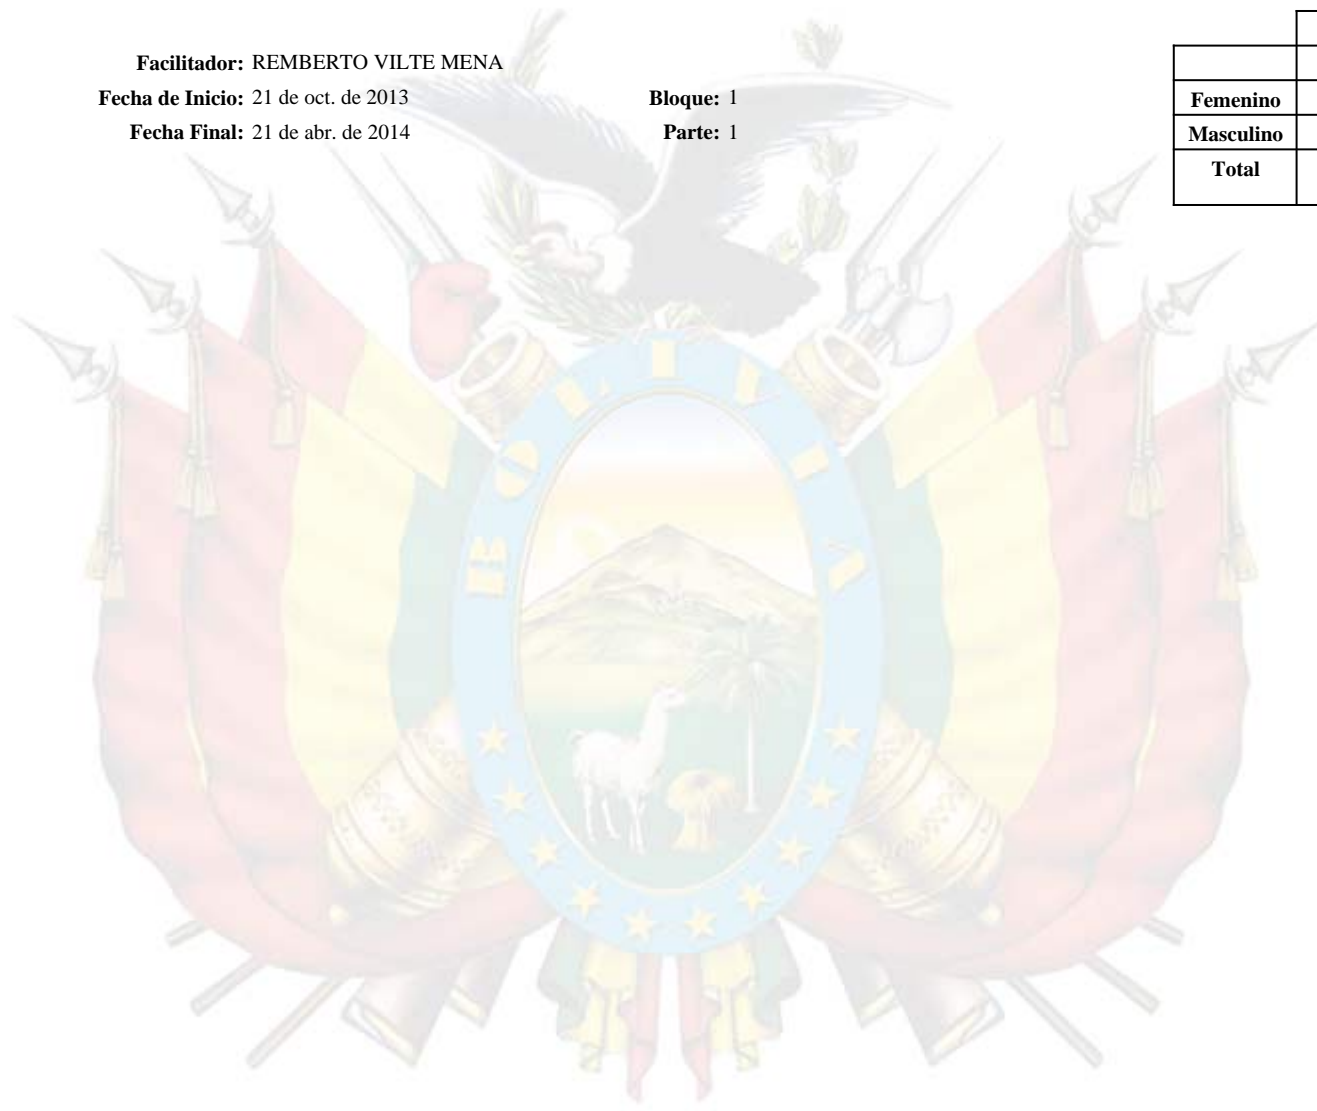 Facilitador: REMBERTO VILTE MENA
Fecha de Inicio: 21 de oct. de 2013 Bloque: 1
Fecha Final: 21 de abr. de 2014 Parte: 1
Femenino
Masculino
Total
BOLIVIA